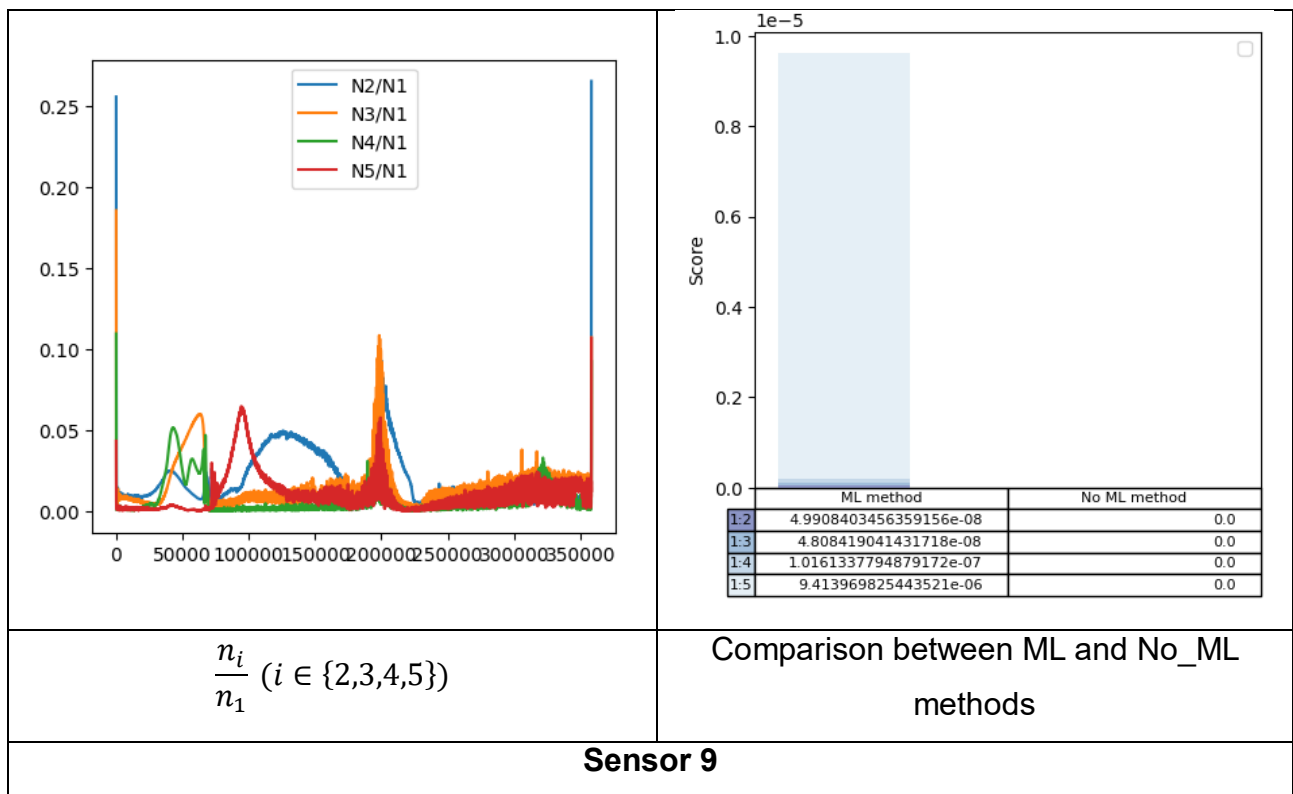 N2/N1
N3/N1
N4/N1
N5/N1
0.25
0.20
0.15
0.10
0.05
0.00
0 50000 100000 150000 200000 250000 300000 350000
1e−5
1.0
0.8
0.6
0.4
0.2
0.0
Score
ML method No ML method
1:2 4.9908403456359156e-08 0.0
1:3 4.808419041431718e-08 0.0
1:4 1.0161337794879172e-07 0.0
1:5 9.413969825443521e-06 0.0
n_i/n_1 (i ∈ {2,3,4,5})
Comparison between ML and No_ML
methods
Sensor 9